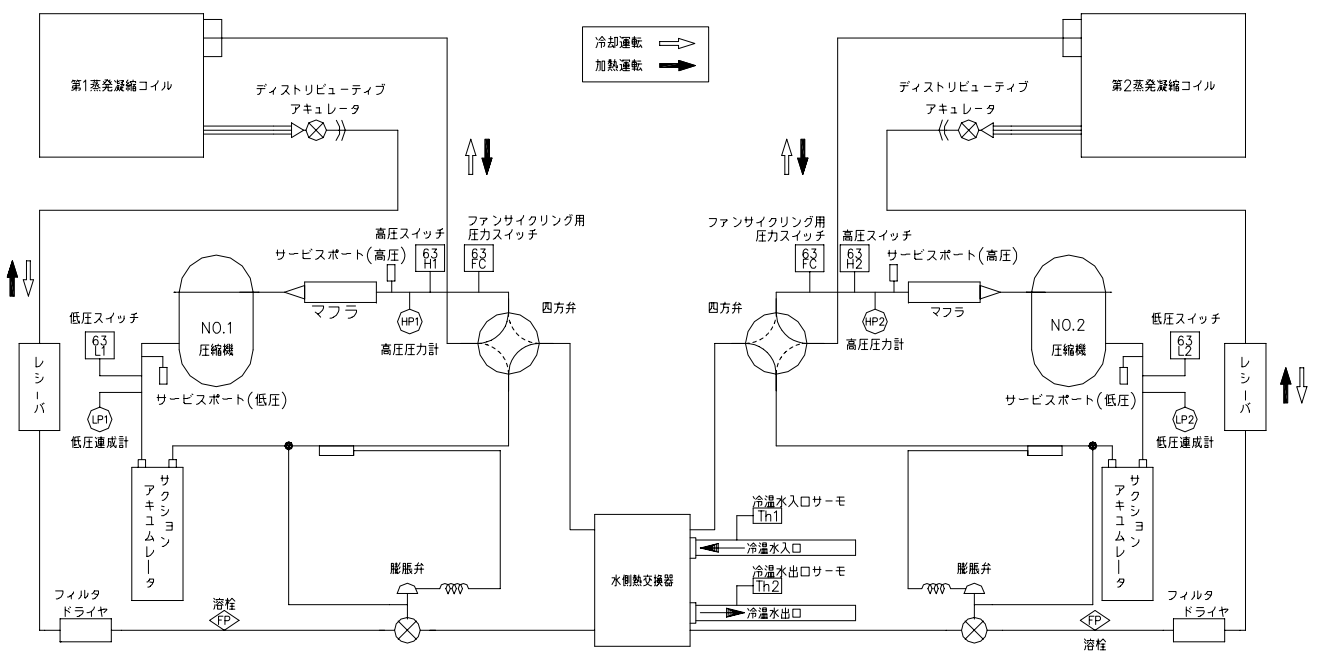 冷却運転
加熱運転
第1蒸発凝縮コイル
ディストリビューティブ
アキュレータ
第2蒸発凝縮コイル
ディストリビューティブ
アキュレータ
ファンサイクリング用
圧力スイッチ
高圧スイッチ
サービスポート(高圧)
63
H1
63
FC
マフラ
HP1
高圧圧力計
四方弁
NO.1
圧縮機
低圧スイッチ
63
L1
サービスポート(低圧)
LP1
低圧連成計
レシーバ
サクション
アキュムレータ
膨脹弁
フィルタ
ドライヤ
溶栓
FP
ファンサイクリング用
圧力スイッチ
高圧スイッチ
サービスポート(高圧)
63
FC
63
H2
マフラ
HP2
高圧圧力計
四方弁
NO.2
圧縮機
低圧スイッチ
63
L2
サービスポート(低圧)
LP2
低圧連成計
レシーバ
サクション
アキュムレータ
水側熱交換器
冷温水入口サーモ
Th1
冷温水入口
冷温水出口サーモ
Th2
冷温水出口
膨脹弁
FP
溶栓
フィルタ
ドライヤ